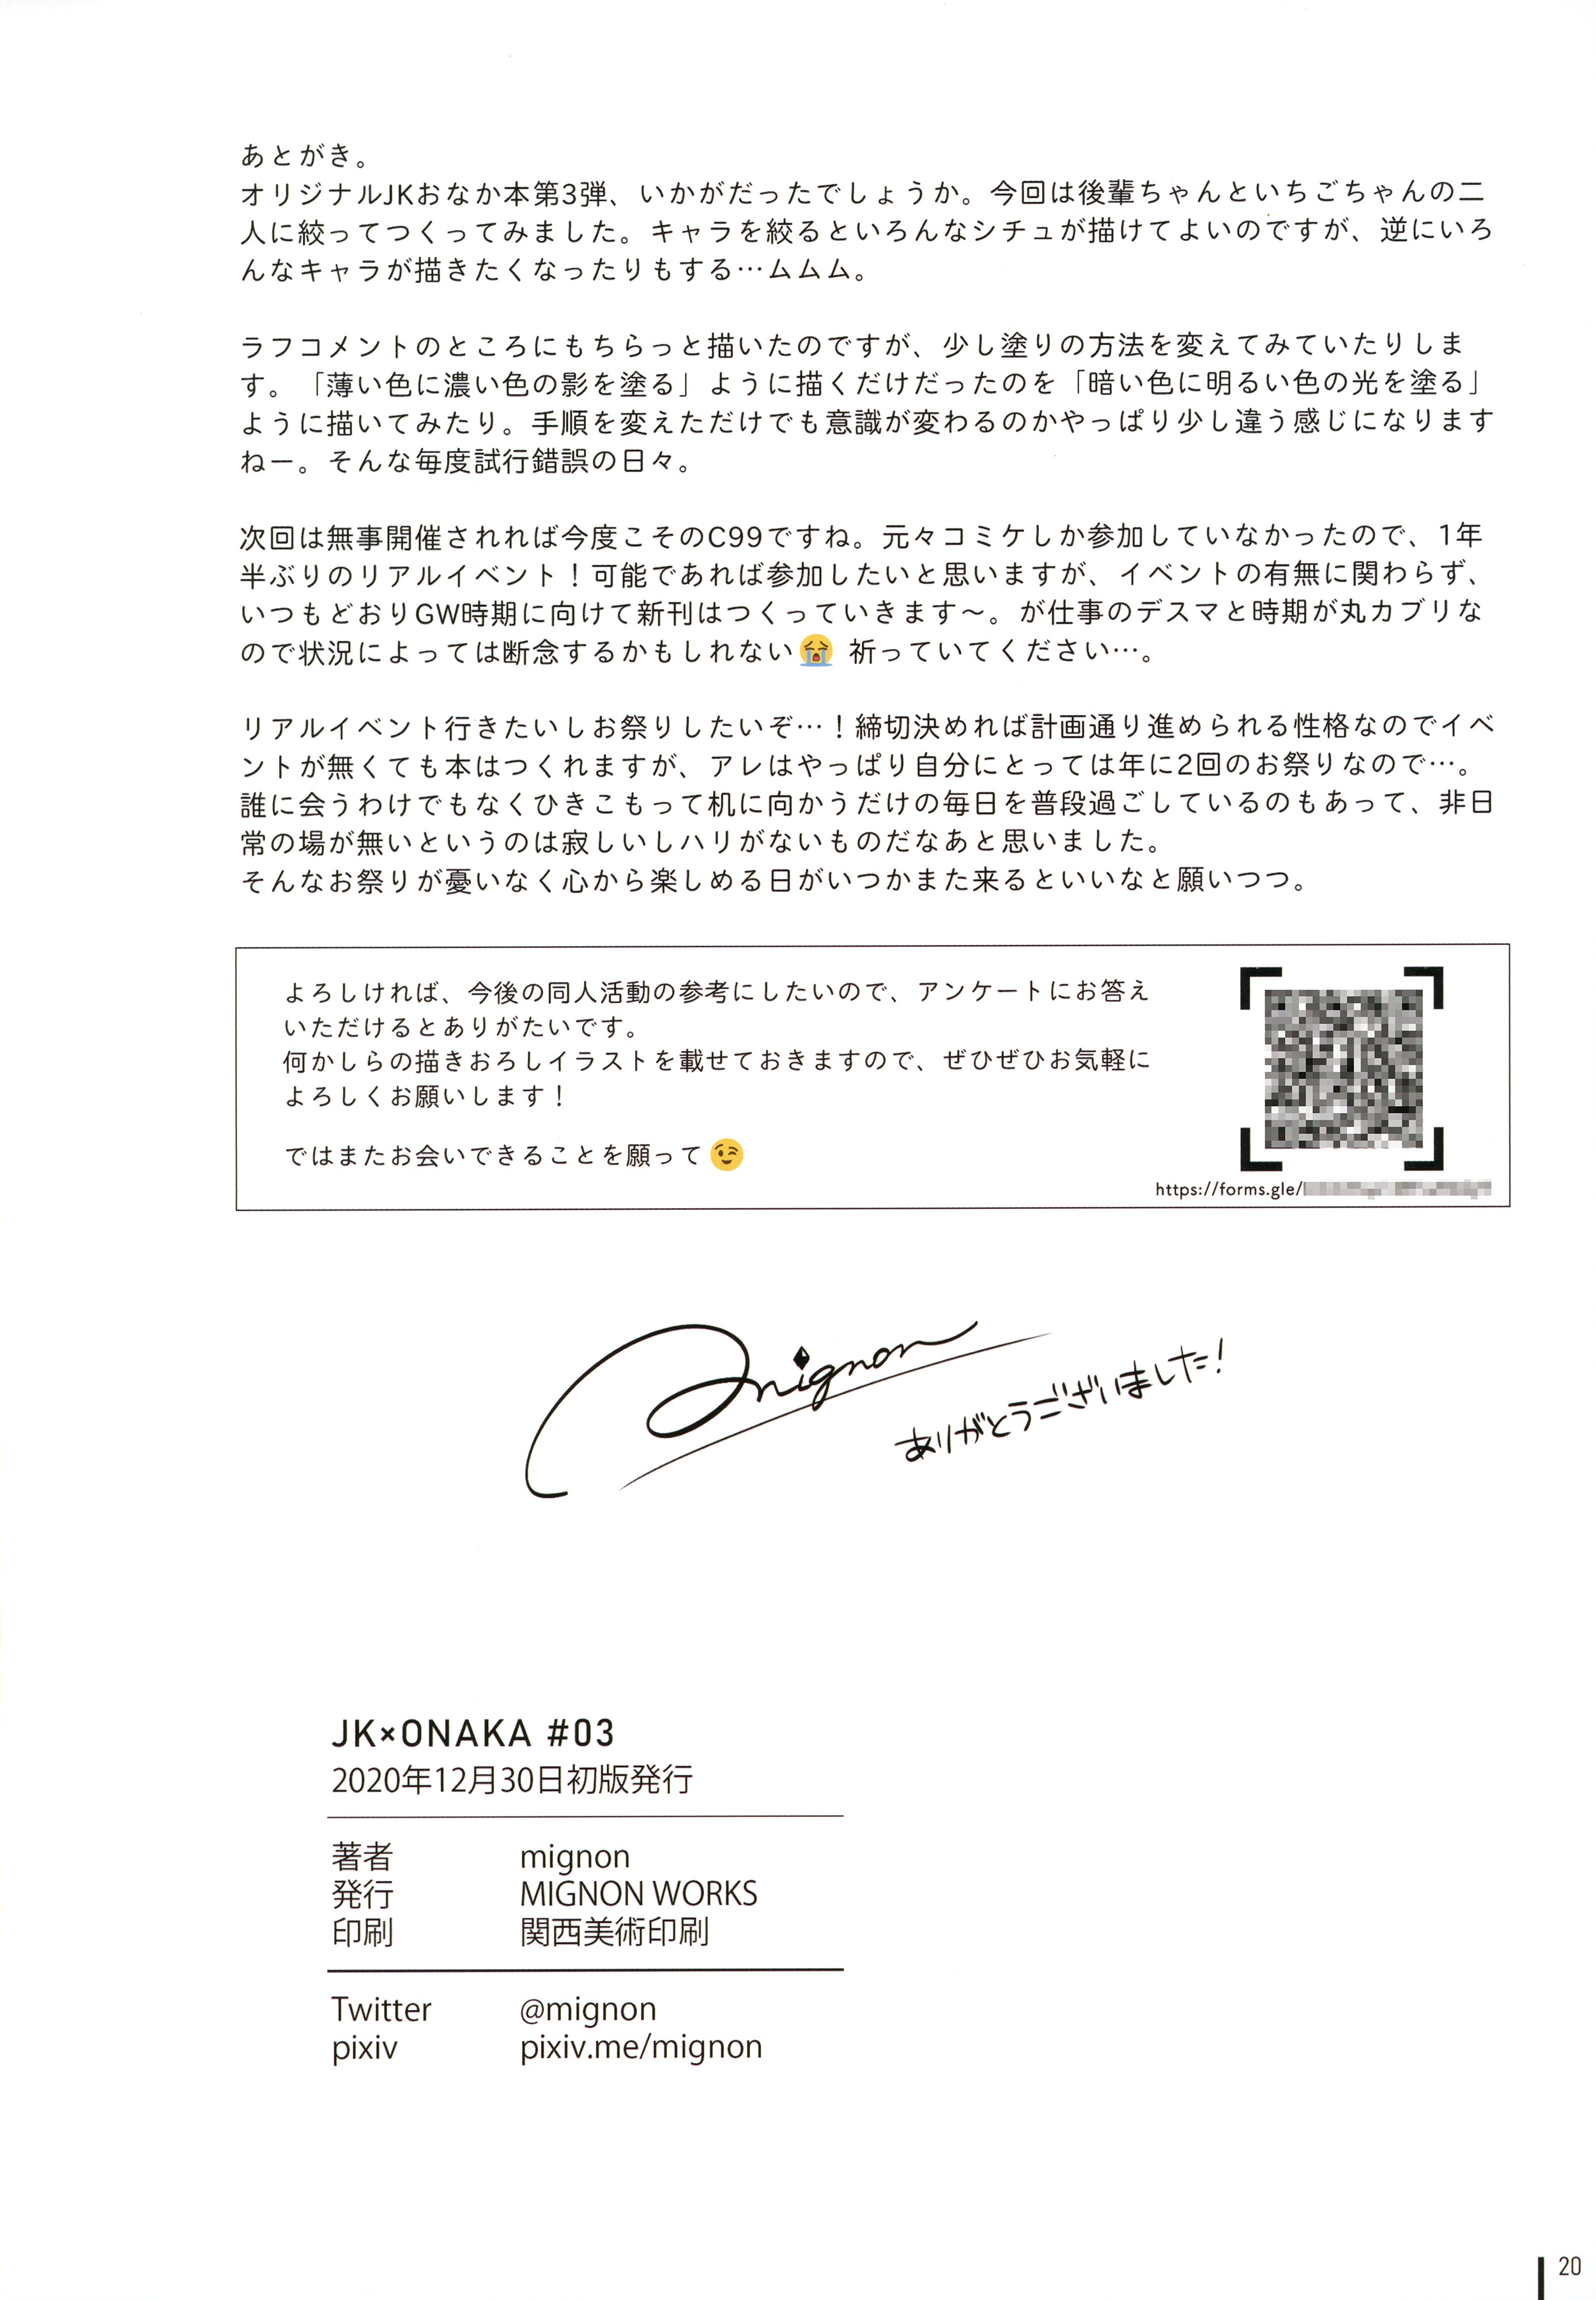 あとがき。
オリジナルJKおなか本第3弾、いかがだったでしょうか。今回は後輩ちゃんといちごちゃんの二
人に絞ってつくってみました。キャラを絞るといろんなシチュが描けてよいのですが、逆にいろ
んなキャラが描きたくなったりもする…ムムム。
ラフコメントのところにもちらっと描いたのですが、少し塗りの方法を変えてみていたりしま
す。「薄い色に濃い色の影を塗る」ように描くだけだったのを「暗い色に明るい色の光を塗る」
ように描いてみたり。手順を変えただけでも意識が変わるのかやっぱり少し違う感じになります
ねー。そんな毎度試行錯誤の日々。
次回は無事開催されれば今度こそのC99ですね。元々コミケしか参加していなかったので、1年
半ぶりのリアルイベント！可能であれば参加したいと思いますが、イベントの有無に関わらず、
いつもどおりGW時期に向けて新刊はつくっていきます〜。が仕事のデスマと時期が丸カブリな
ので状況によっては断念するかもしれない😭 祈っていてください…。
リアルイベント行きたいしお祭りしたいぞ…！締切決めれば計画通り進められる性格なのでイベ
ントが無くても本はつくれますが、アレはやっぱり自分にとっては年に2回のお祭りなので…。
誰に会うわけでもなくひきこもって机に向かうだけの毎日を普段過ごしているのもあって、非日
常の場が無いというのは寂しいしハリがないものだなあと思いました。
そんなお祭りが憂いなく心から楽しめる日がいつかまた来るといいなと願いつつ。
よろしければ、今後の同人活動の参考にしたいので、アンケートにお答え
いただけるとありがたいです。
何かしらの描きおろしイラストを載せておきますので、ぜひぜひお気軽に
よろしくお願いします！
ではまたお会いできることを願って😉
https://forms.gle/
mignon
ありがとうございました！
JK×ONAKA #03
2020年12月30日初版発行
著者 mignon
発行 MIGNON WORKS
印刷 関西美術印刷
Twitter @mignon
pixiv pixiv.me/mignon
20